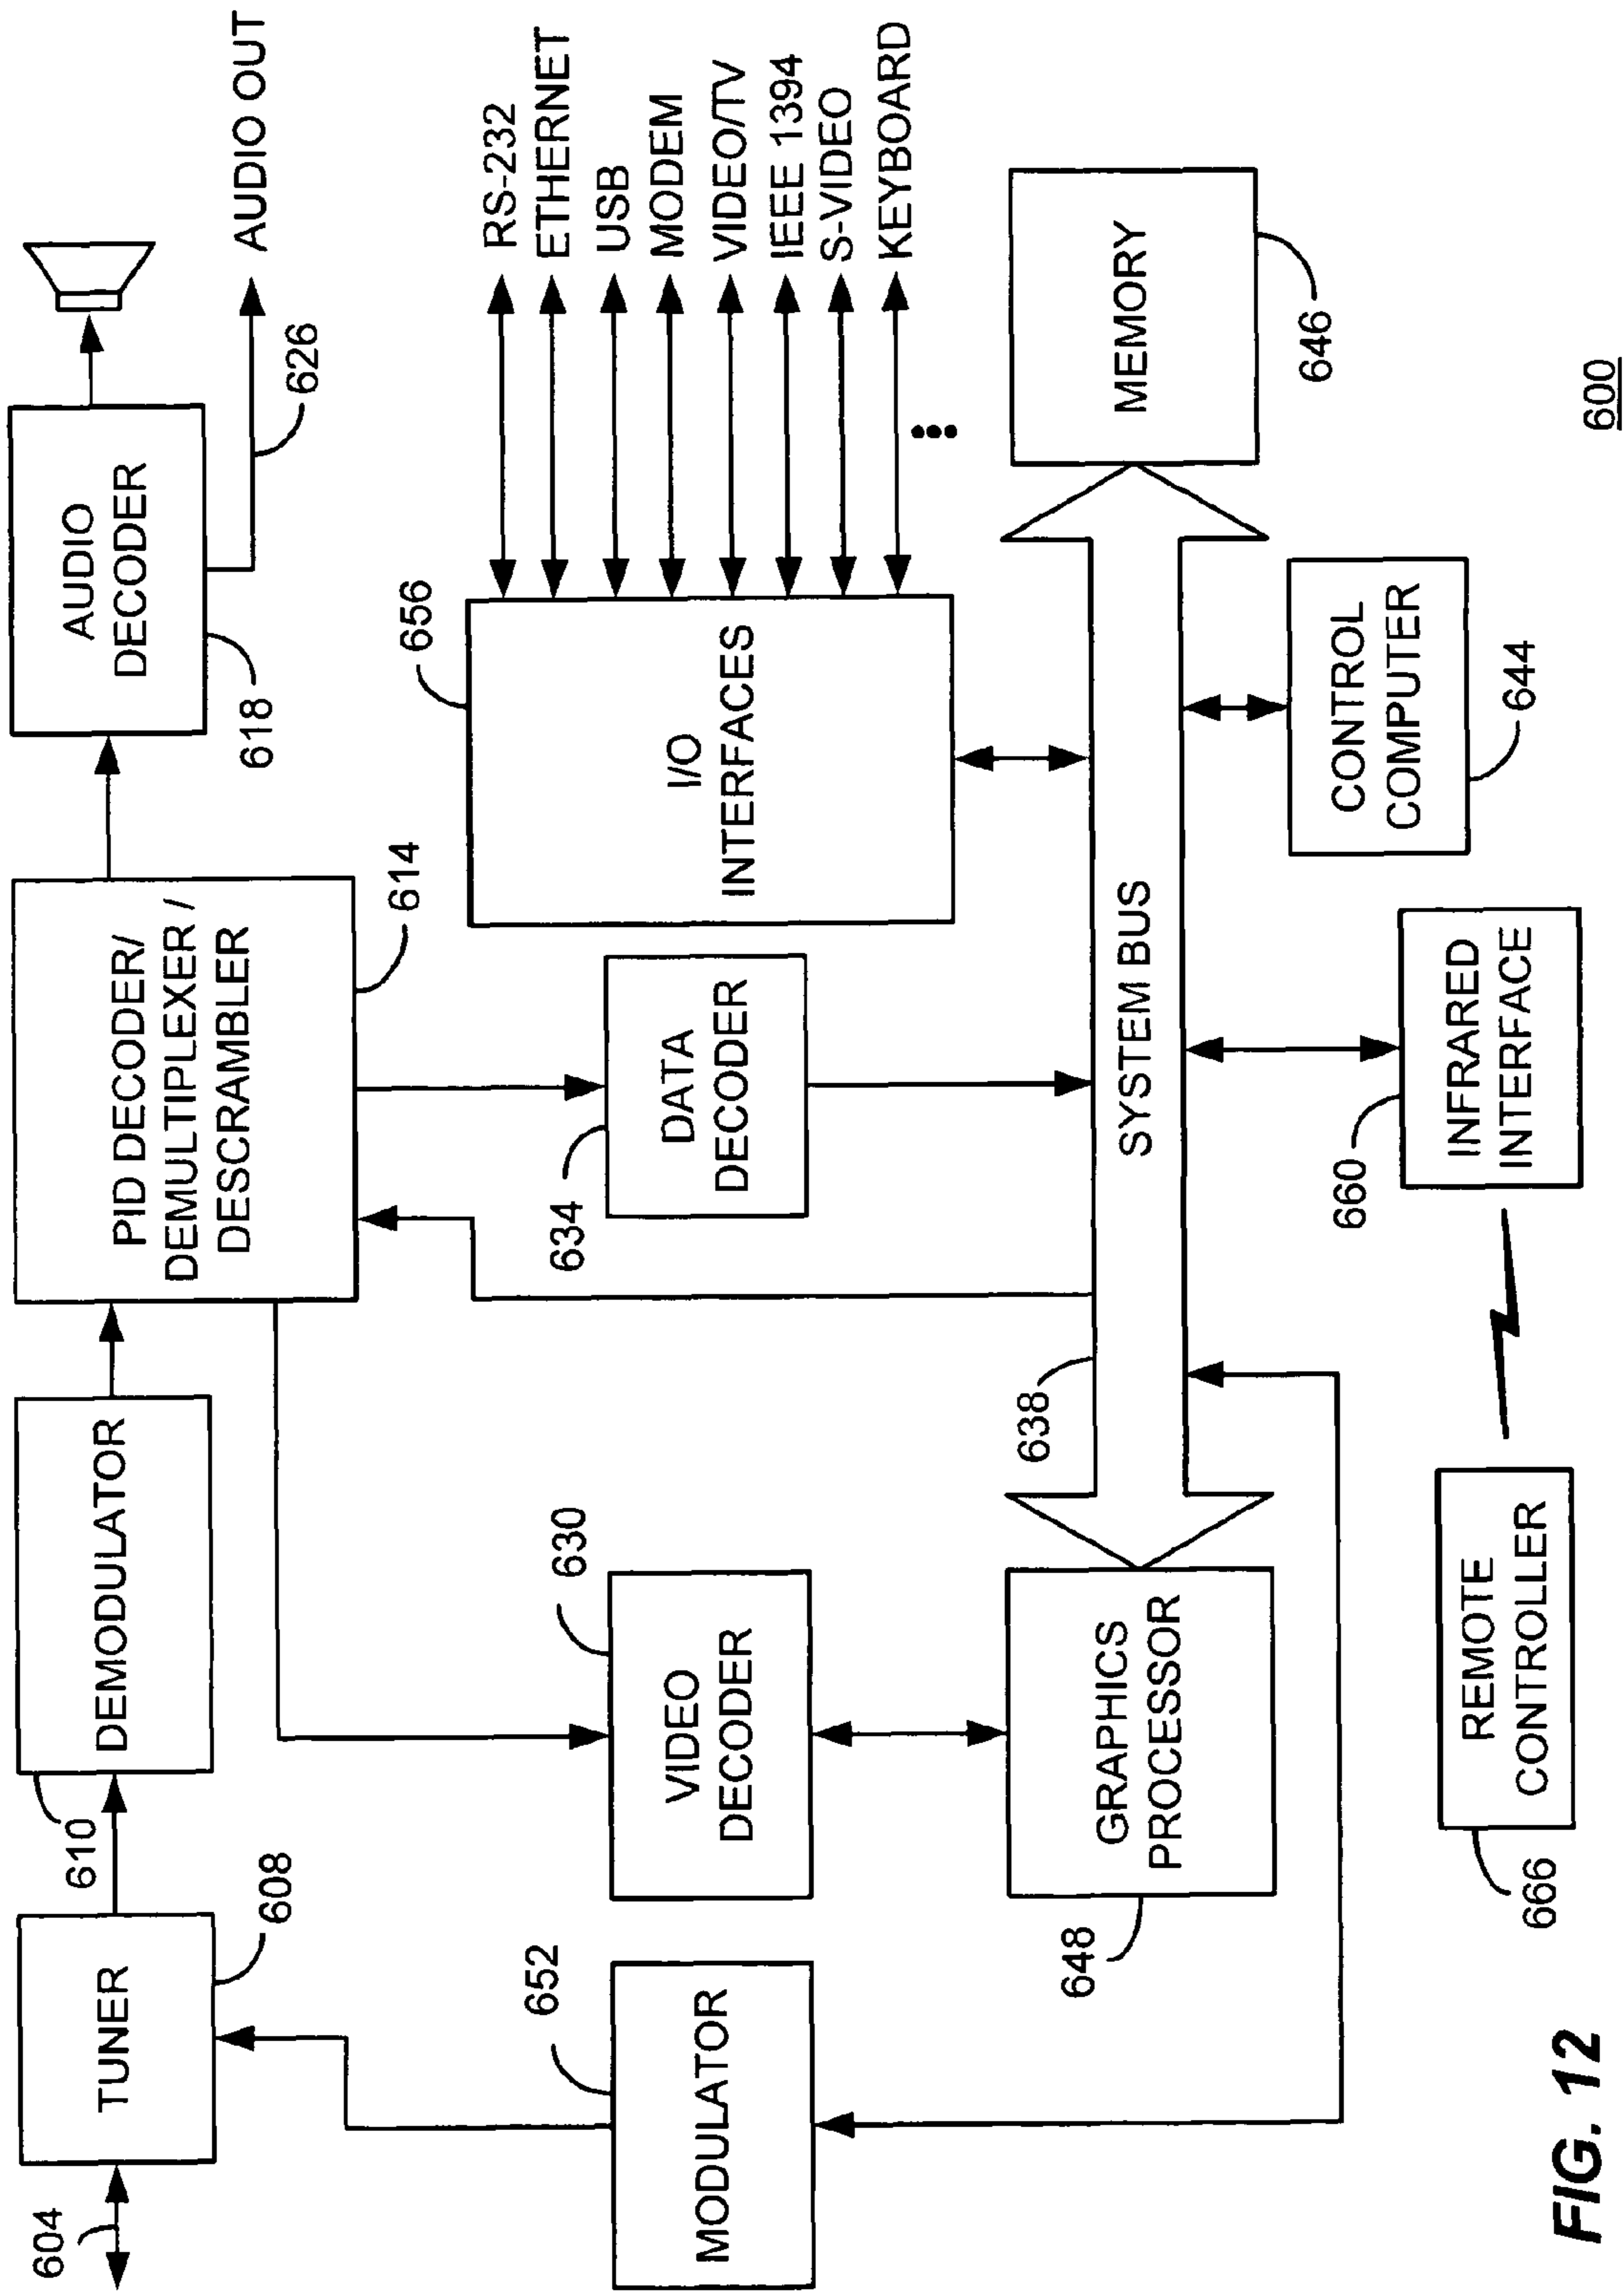 604
TUNER
608
610
DEMODULATOR
PID DECODER/
DEMULTIPLEXER /
DESCRAMBLER
614
AUDIO
DECODER
618
626
AUDIO OUT
652
MODULATOR
630
VIDEO
DECODER
634
DATA
DECODER
656
I/O
INTERFACES
RS-232
ETHERNET
USB
MODEM
VIDEO/TV
IEEE 1394
S-VIDEO
KEYBOARD
648
GRAPHICS
PROCESSOR
638
SYSTEM BUS
MEMORY
646
666
REMOTE
CONTROLLER
660
INFRARED
INTERFACE
CONTROL
COMPUTER
644
FIG. 12
600